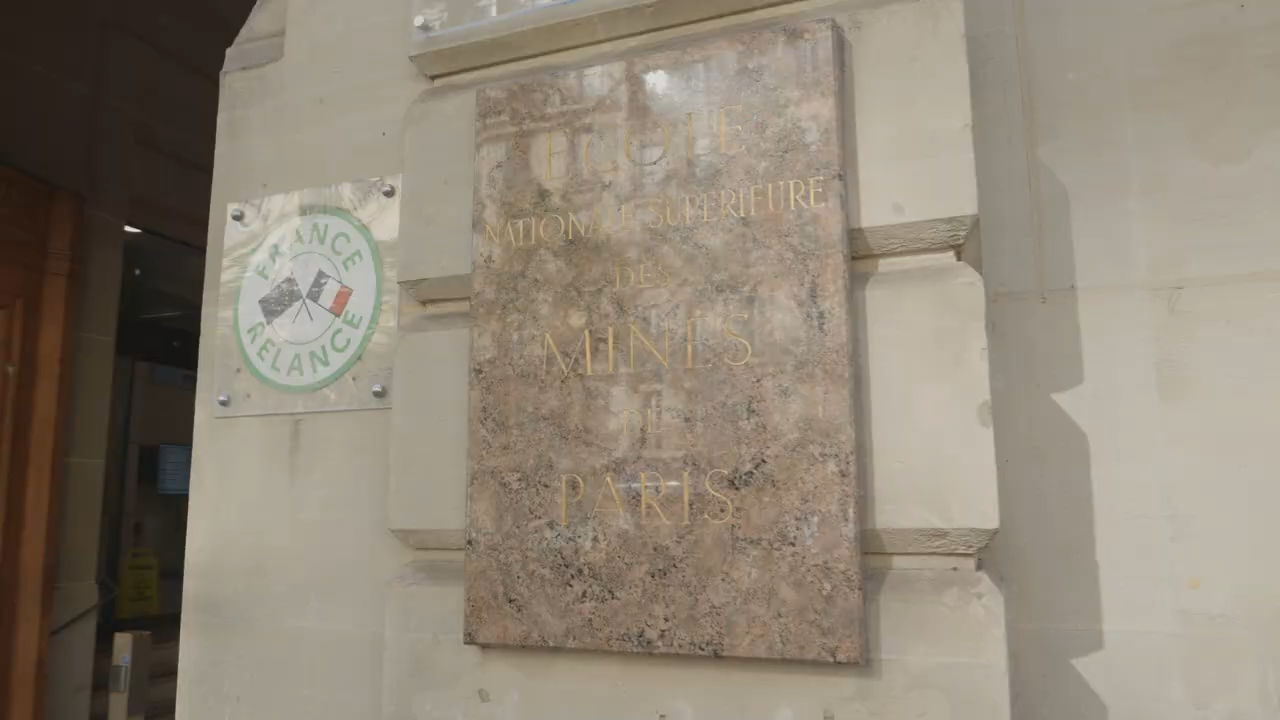 FRANCE
RELANCE
ECOLE
NATIONALE SUPERIEURE
DES
MINES
DE
PARIS